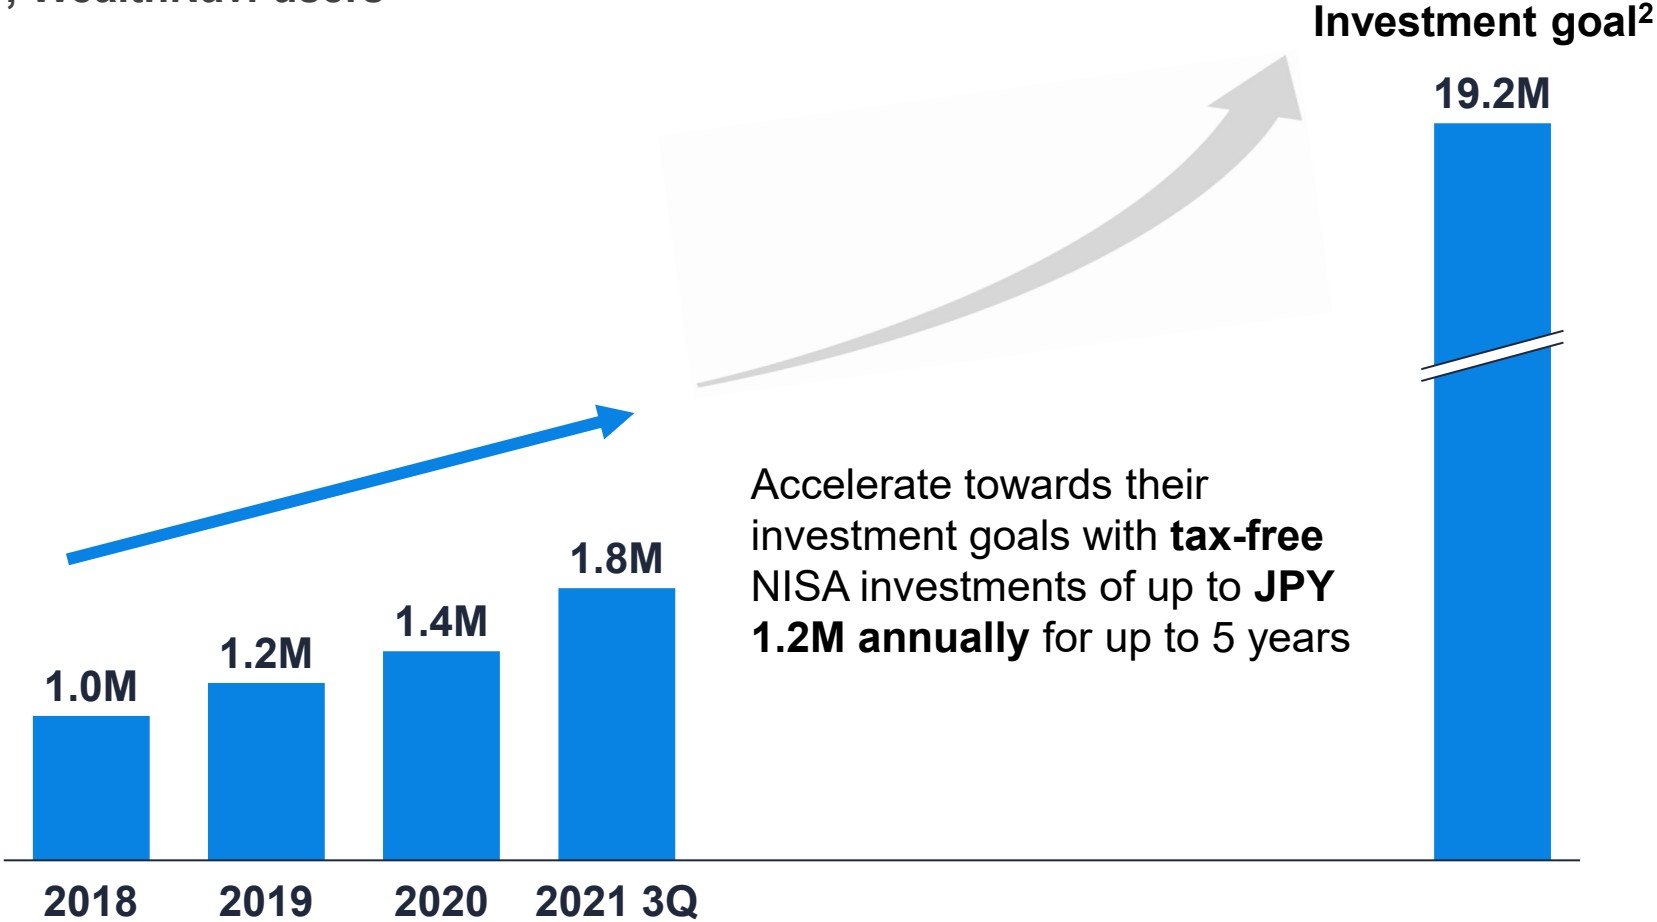 , WealthNavi users
Investment goal²
19.2M
Accelerate towards their
investment goals with tax-free
NISA investments of up to JPY
1.2M annually for up to 5 years
1.8M
1.4M
1.2M
1.0M
2018
2019
2020
2021 3Q